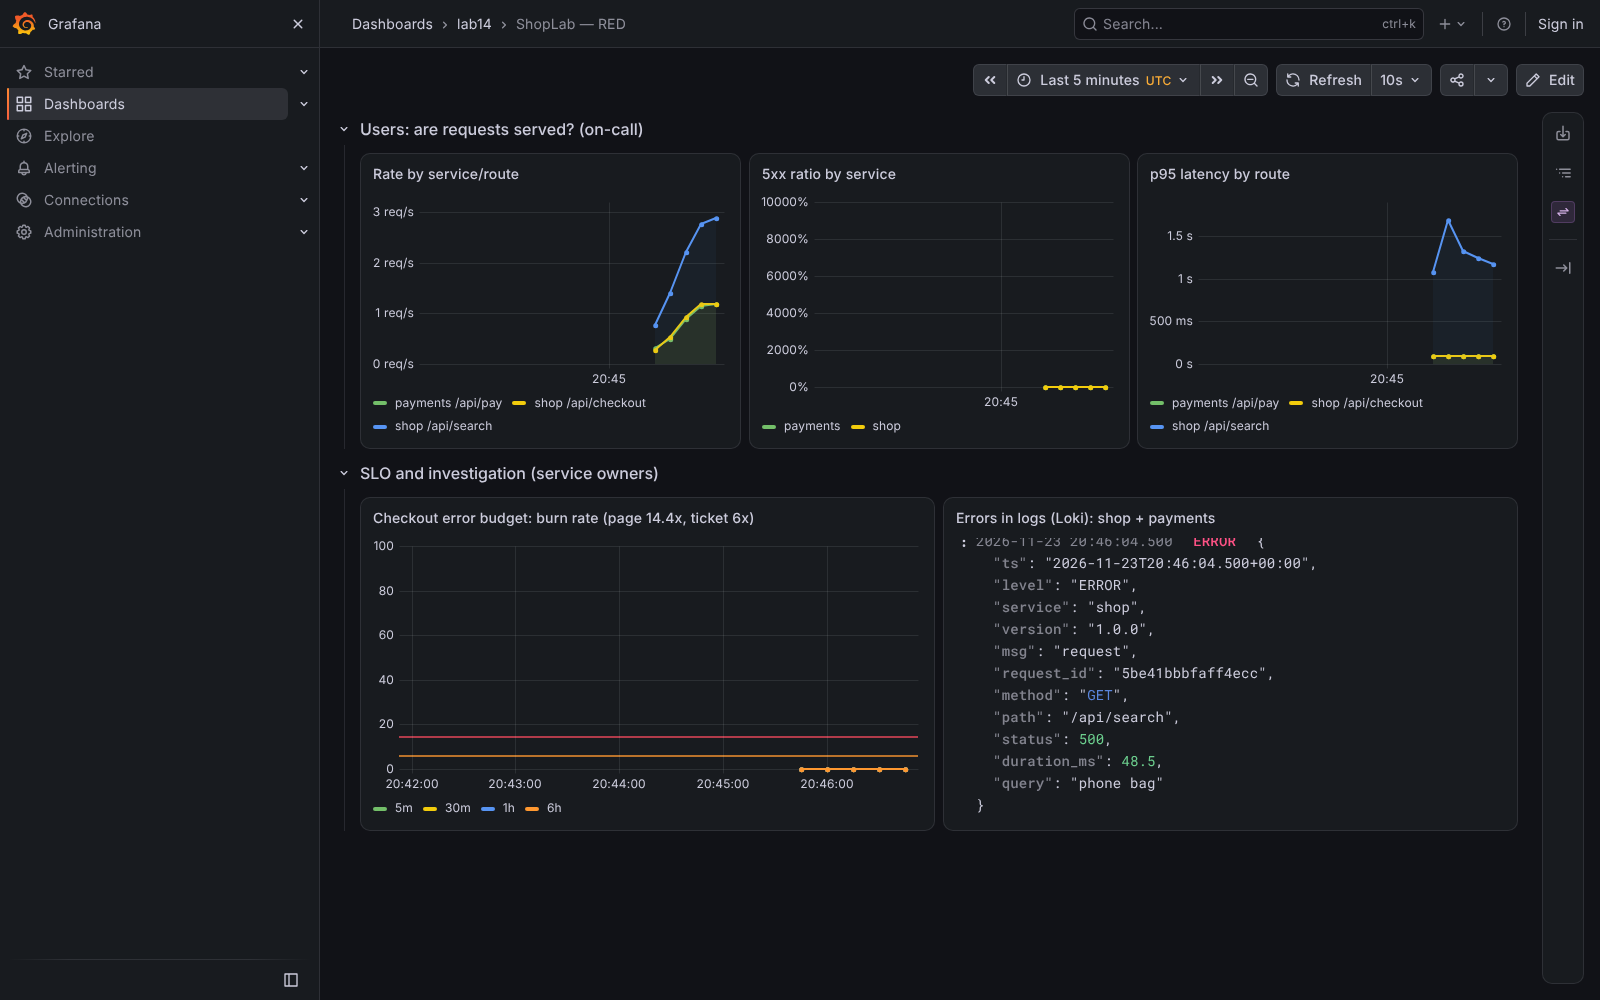 Grafana
Dashboards › lab14 › ShopLab — RED
Search...
ctrl+k
Sign in
Starred
Dashboards
Explore
Alerting
Connections
Administration
Last 5 minutes UTC
Refresh
10s
Edit
Users: are requests served? (on-call)
Rate by service/route
3 req/s
2 req/s
1 req/s
0 req/s
20:45
payments /api/pay
shop /api/checkout
shop /api/search
5xx ratio by service
10000%
8000%
6000%
4000%
2000%
0%
20:45
payments
shop
p95 latency by route
1.5 s
1 s
500 ms
0 s
20:45
payments /api/pay
shop /api/checkout
shop /api/search
SLO and investigation (service owners)
Checkout error budget: burn rate (page 14.4x, ticket 6x)
100
80
60
40
20
0
20:42:00 20:43:00 20:44:00 20:45:00 20:46:00
5m 30m 1h 6h
Errors in logs (Loki): shop + payments
: 2026-11-23 20:46:04.500 ERROR {
"ts": "2026-11-23T20:46:04.500+00:00",
"level": "ERROR",
"service": "shop",
"version": "1.0.0",
"msg": "request",
"request_id": "5be41bbbfaff4ecc",
"method": "GET",
"path": "/api/search",
"status": 500,
"duration_ms": 48.5,
"query": "phone bag"
}